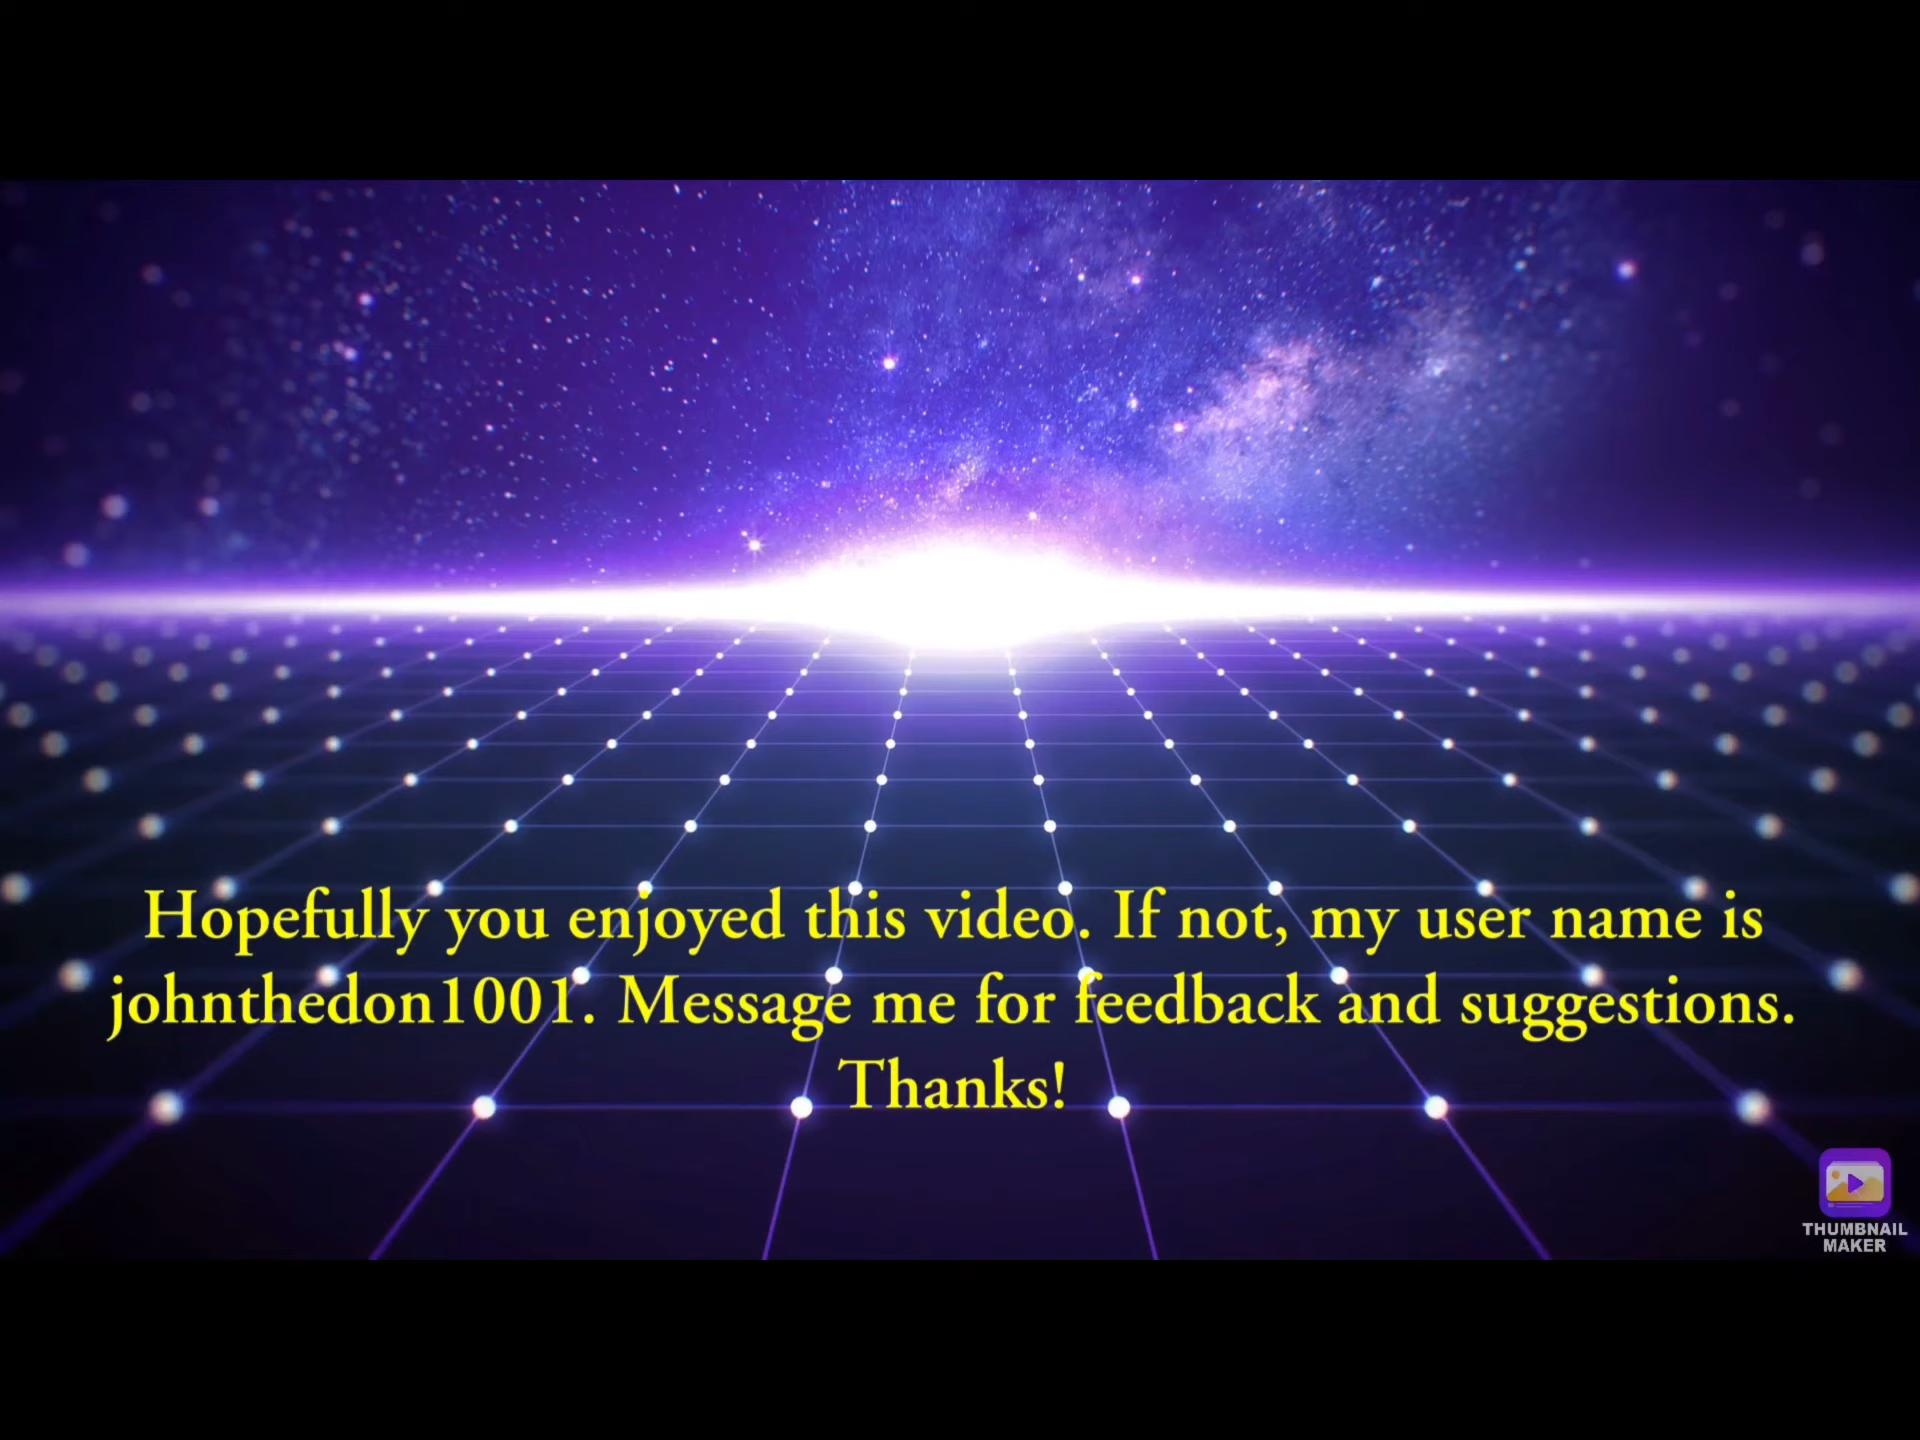 Hopefully you enjoyed this video. If not, my user name is
johnthedon1001. Message me for feedback and suggestions.
Thanks!
THUMBNAIL
MAKER